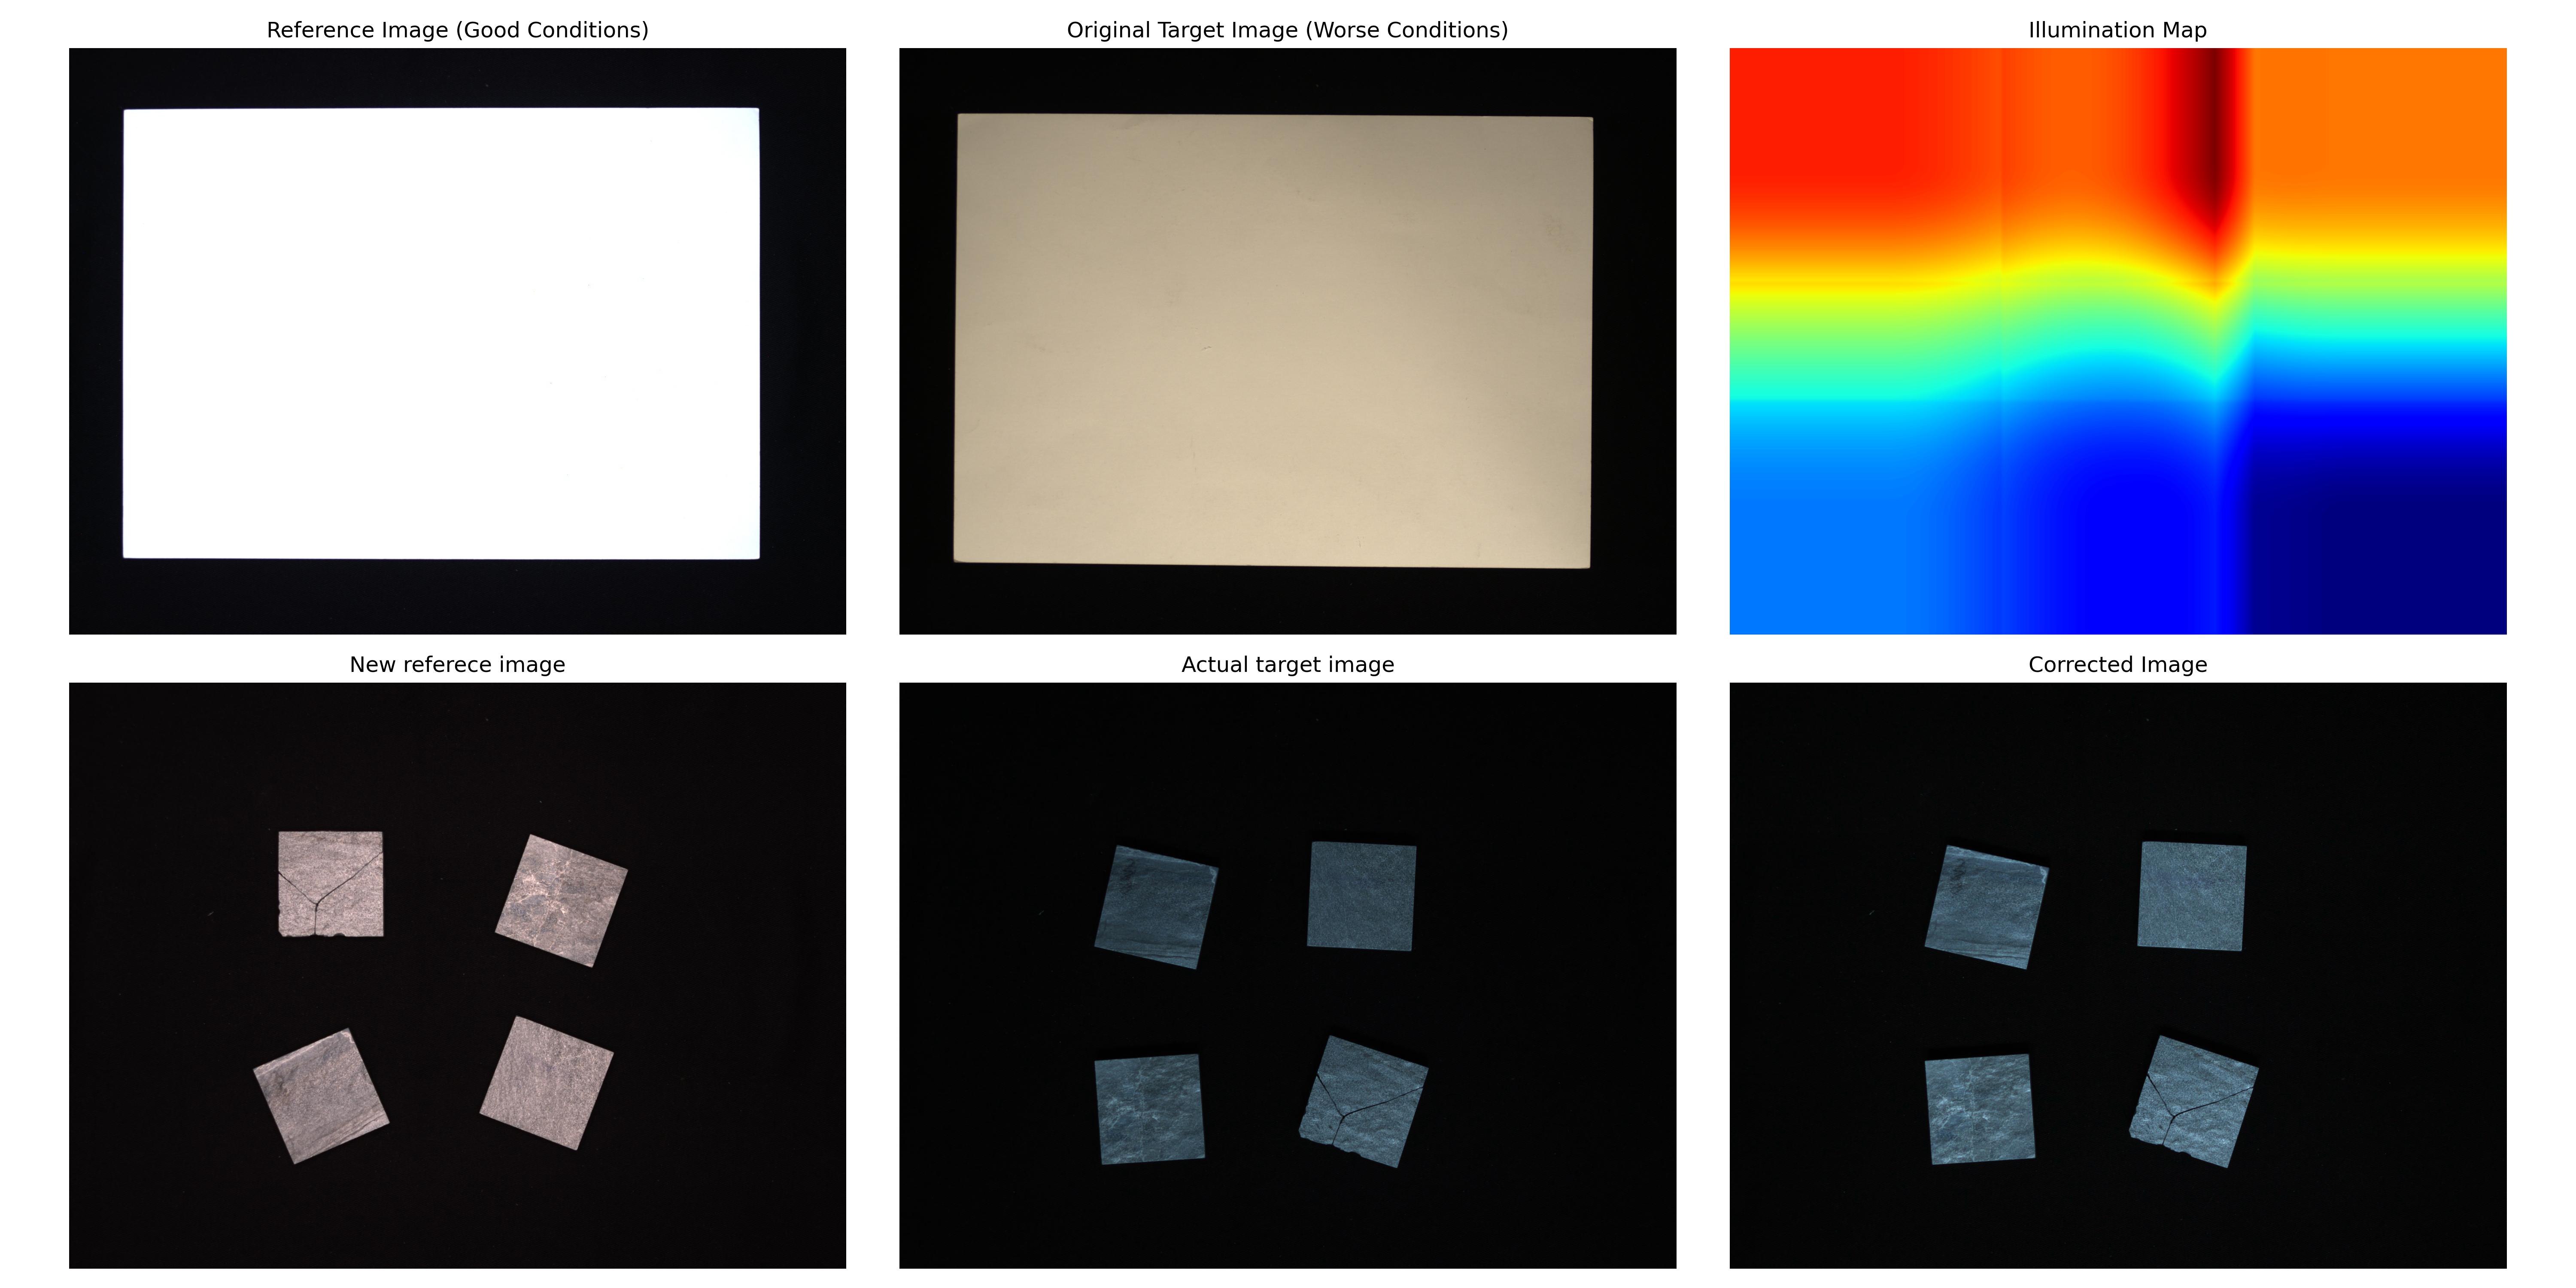 Reference Image (Good Conditions)
Original Target Image (Worse Conditions)
Illumination Map
New referece image
Actual target image
Corrected Image